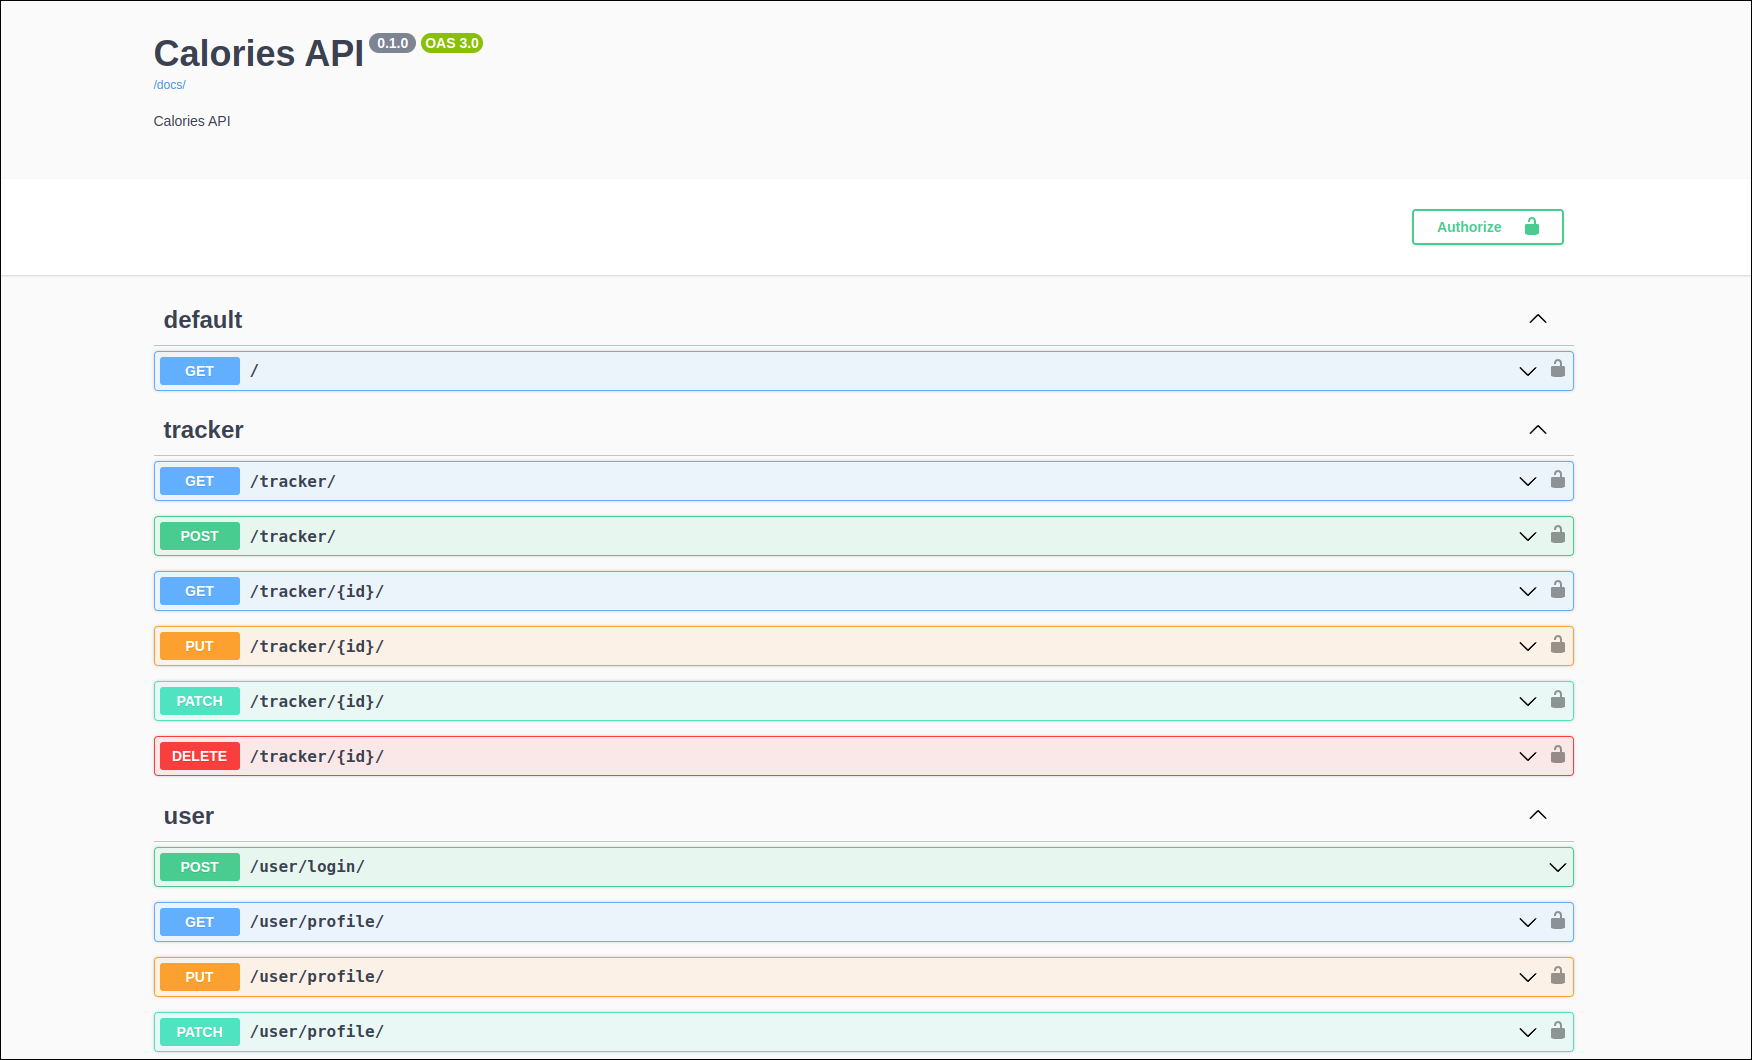 Calories API 0.1.0 OAS 3.0
/docs/
Calories API
Authorize
default
GET /
tracker
GET /tracker/
POST /tracker/
GET /tracker/{id}/
PUT /tracker/{id}/
PATCH /tracker/{id}/
DELETE /tracker/{id}/
user
POST /user/login/
GET /user/profile/
PUT /user/profile/
PATCH /user/profile/